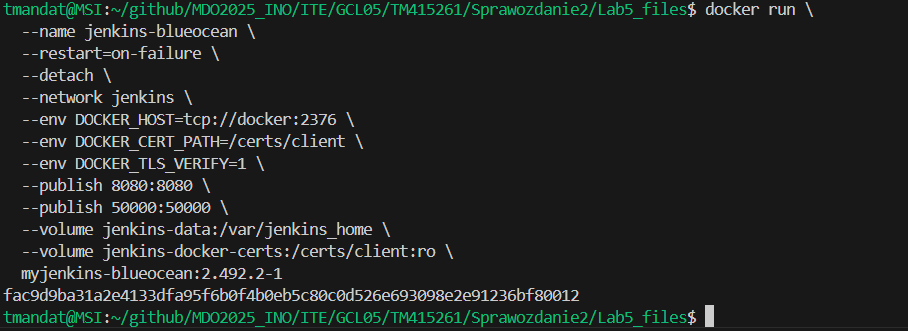 tmandat@MSI:~/github/MDO2025_INO/ITE/GCL05/TM415261/Sprawozdanie2/Lab5_files$ docker run \
  --name jenkins-blueocean \
  --restart=on-failure \
  --detach \
  --network jenkins \
  --env DOCKER_HOST=tcp://docker:2376 \
  --env DOCKER_CERT_PATH=/certs/client \
  --env DOCKER_TLS_VERIFY=1 \
  --publish 8080:8080 \
  --publish 50000:50000 \
  --volume jenkins-data:/var/jenkins_home \
  --volume jenkins-docker-certs:/certs/client:ro \
  myjenkins-blueocean:2.492.2-1
fac9d9ba31a2e4133dfa95f6b0f4b0eb5c80c0d526e693098e2e91236bf80012
tmandat@MSI:~/github/MDO2025_INO/ITE/GCL05/TM415261/Sprawozdanie2/Lab5_files$